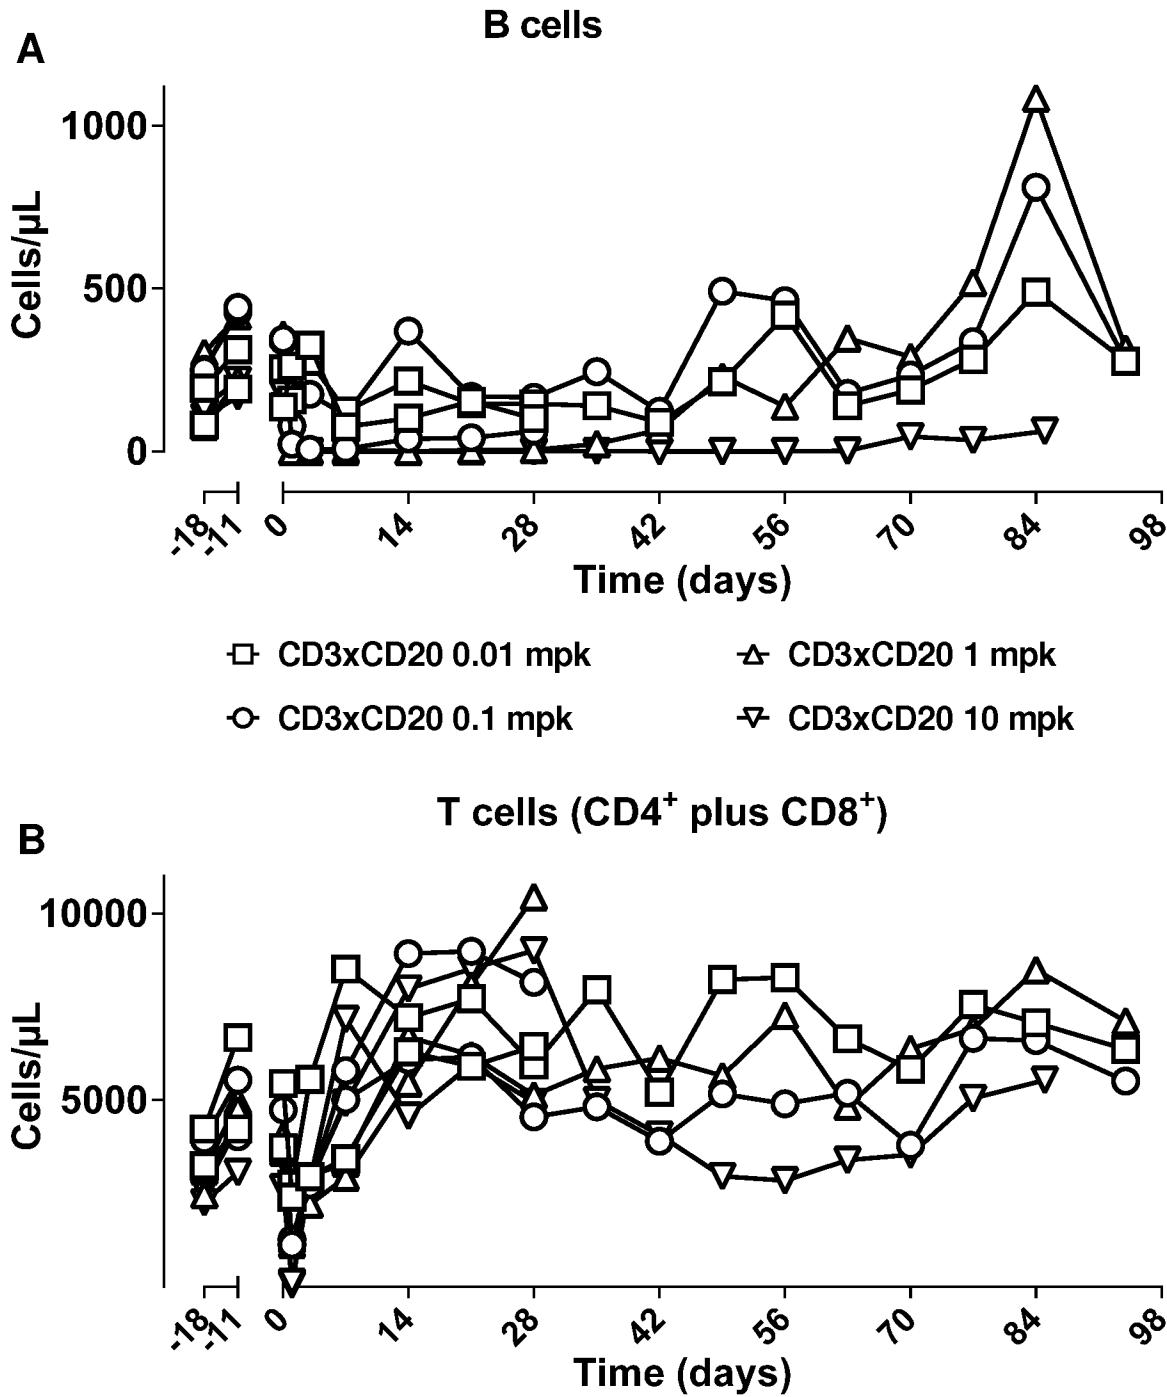 B cells
A
1000
500
0
Cells/µL
-18 -11 0 14 28 42 56 70 84 98
Time (days)
CD3xCD20 0.01 mpk CD3xCD20 1 mpk
CD3xCD20 0.1 mpk CD3xCD20 10 mpk
T cells (CD4⁺ plus CD8⁺)
B
10000
5000
Cells/µL
-18 -11 0 14 28 42 56 70 84 98
Time (days)